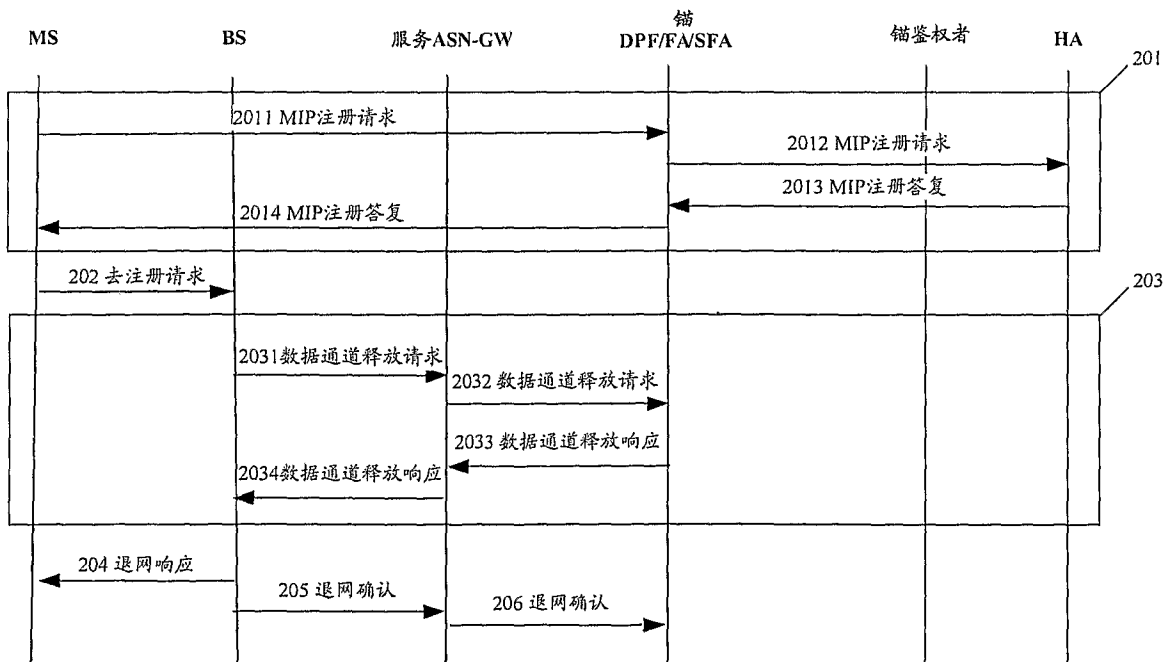 MS
BS
服务ASN-GW
锚
DPF/FA/SFA
锚鉴权者
HA
201
2011 MIP注册请求
2012 MIP注册请求
2013 MIP注册答复
2014 MIP注册答复
202 去注册请求
203
2031数据通道释放请求
2032 数据通道释放请求
2033 数据通道释放响应
2034数据通道释放响应
204 退网响应
205 退网确认
206 退网确认